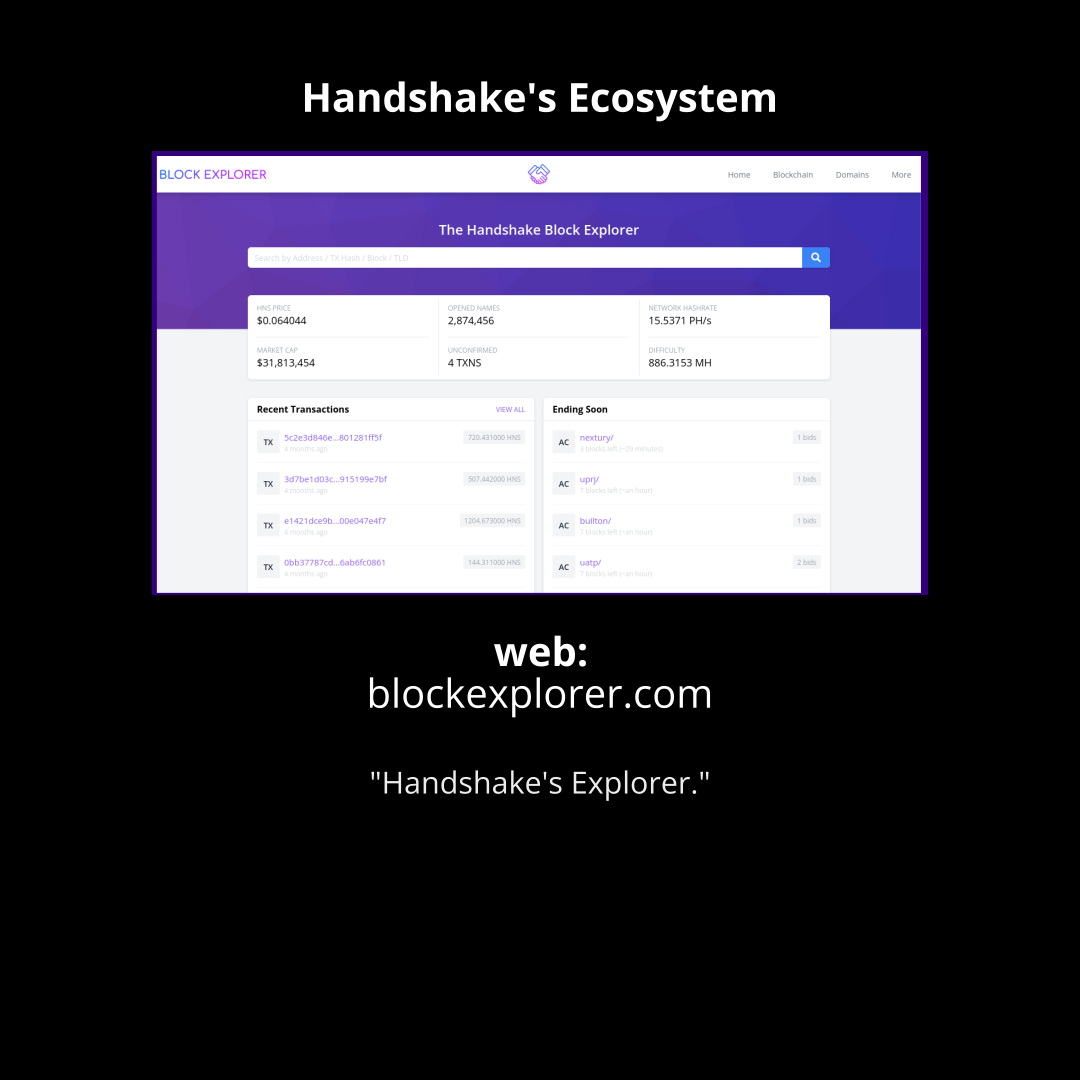 Handshake's Ecosystem
BLOCK EXPLORER
Home Blockchain Domains More
The Handshake Block Explorer
Search by Address / TX Hash / Block / TLD
HNS PRICE
$0.064044
OPENED NAMES
2,874,456
NETWORK HASHRATE
15.5371 PH/s
MARKET CAP
$31,813,454
UNCONFIRMED
4 TXNS
DIFFICULTY
886.3153 MH
Recent Transactions VIEW ALL
TX 5c2e3d846e...801281ff5f 720.431000 HNS
4 months ago
TX 3d7be1d03c...915199e7bf 507.442000 HNS
4 months ago
TX e1421dce9b...00e047e4f7 1204.673000 HNS
4 months ago
TX 0bb37787cd...6ab6fc0861 144.311000 HNS
4 months ago
Ending Soon
AC nextury/ 1 bids
3 blocks left (~29 minutes)
AC uprj/ 1 bids
7 blocks left (~an hour)
AC builton/ 1 bids
7 blocks left (~an hour)
AC uatp/ 2 bids
7 blocks left (~an hour)
web:
blockexplorer.com
"Handshake's Explorer."